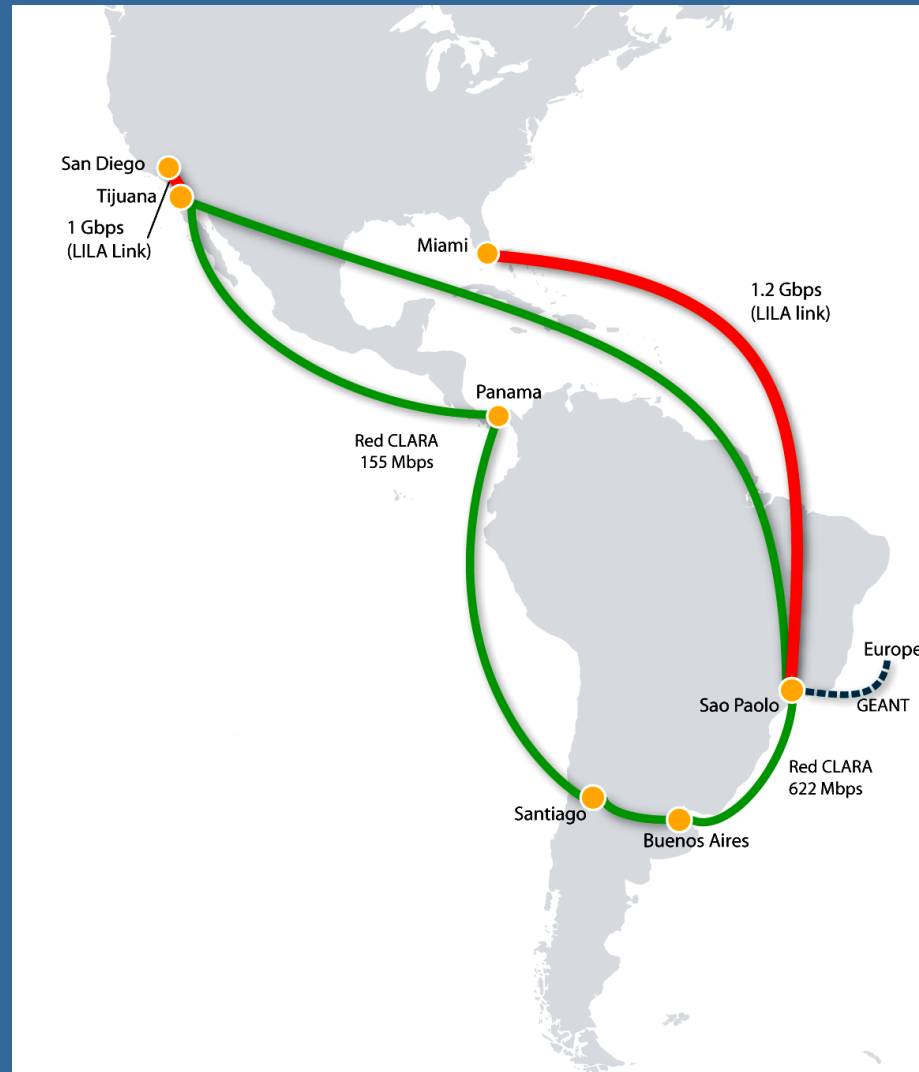 San Diego
Tijuana
1 Gbps
(LILA Link)
Miami
1.2 Gbps
(LILA link)
Panama
Red CLARA
155 Mbps
Europe
Sao Paolo
GEANT
Red CLARA
622 Mbps
Santiago
Buenos Aires